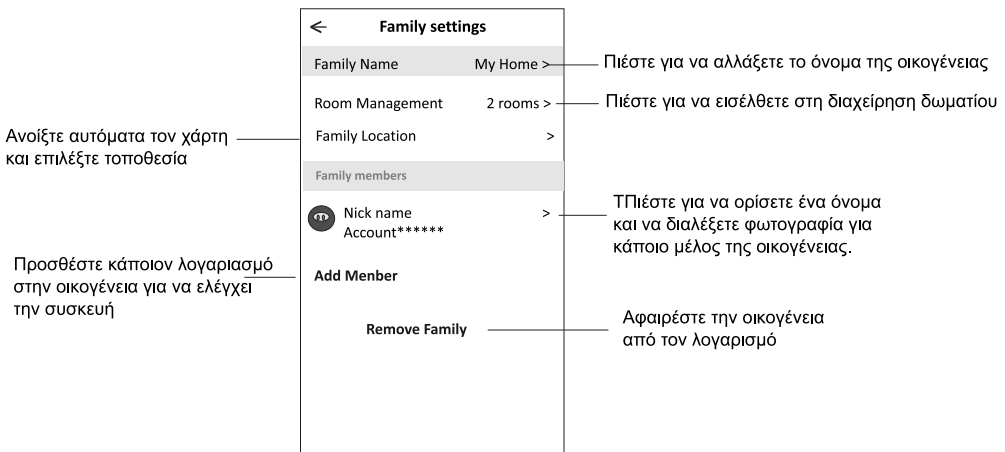 ← Family settings
Family Name My Home >
Πιέστε για να αλλάξετε το όνομα της οικογένειας
Room Management 2 rooms >
Πιέστε για να εισέλθετε στη διαχείρηση δωματίου
Ανοίξτε αυτόματα τον χάρτη
και επιλέξτε τοποθεσία
Family Location >
Family members
Nick name >
Account******
ΤΠιέστε για να ορίσετε ένα όνομα
και να διαλέξετε φωτογραφία για
κάποιο μέλος της οικογένειας.
Προσθέστε κάποιον λογαριασμό
στην οικογένεια για να ελέγχει
την συσκευή
Add Menber
Remove Family
Αφαιρέστε την οικογένεια
από τον λογαρισμό